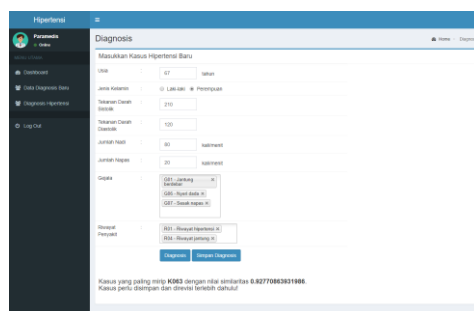 Hipertensi
Paramedis
Online
Diagnosis
Home
Masukkan Kasus Hipertensi Baru
Usia : 67 tahun
Jenis Kelamin : Laki-laki Perempuan
Tekanan Darah Sistolik : 210
Tekanan Darah Diastolik : 120
Jumlah Nadi : 90 kali/menit
Jumlah Napas : 20 kali/menit
Gejala : G01 - Jantung berdebar ×
G05 - Nyeri dada ×
G07 - Sesak napas ×
Riwayat Penyakit : R01 - Riwayat hipertensi ×
R04 - Riwayat jantung ×
Diagnosis Simpan Diagnosis
Dashboard
Data Diagnosis Baru
Diagnosis Hipertensi
Log Out
Kasus yang paling mirip K063 dengan nilai similaritas 0.92770863931986.
Kasus perlu disimpan dan direvisi terlebih dahulu!